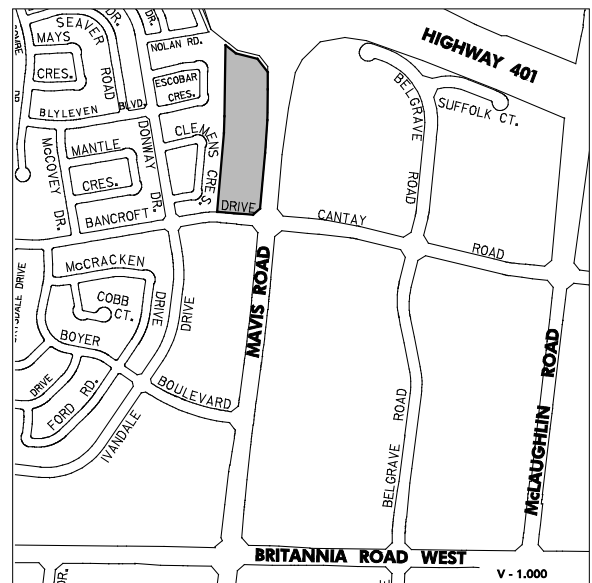 SEAVER
ROAD
DR.
DR.
MAYS
CRES.
NOLAN RD.
ESCOBAR
CRES.
BLYLEVEN
BLVD.
CLEMENS CRES.
McCOVEY DR.
MANTLE
CRES.
DONWAY DR.
BANCROFT
DRIVE
HIGHWAY 401
BELGRAVE ROAD
SUFFOLK CT.
CANTAY
ROAD
McCRACKEN
DRIVE
DRIVE
COBB
CT.
BOYER
DRIVE
FORD RD.
IVANDALE
BOULEVARD
MAVIS ROAD
BELGRAVE ROAD
McLAUGHLIN ROAD
BRITANNIA ROAD WEST
DR.
V - 1.000